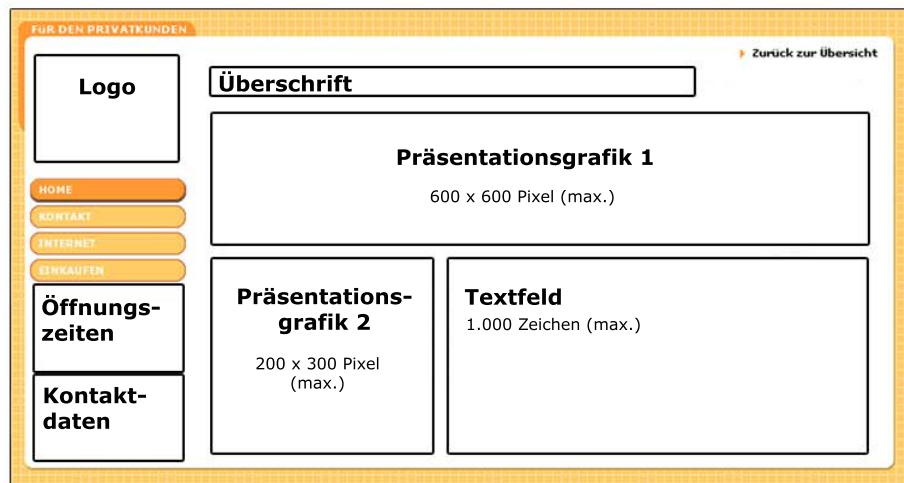 FÜR DEN PRIVATKUNDEN
Zurück zur Übersicht
Logo
Überschrift
Präsentationsgrafik 1
600 x 600 Pixel (max.)
HOME
KONTAKT
INTERNET
EINKAUFEN
Öffnungs-
zeiten
Kontakt-
daten
Präsentations-
grafik 2
200 x 300 Pixel
(max.)
Textfeld
1.000 Zeichen (max.)